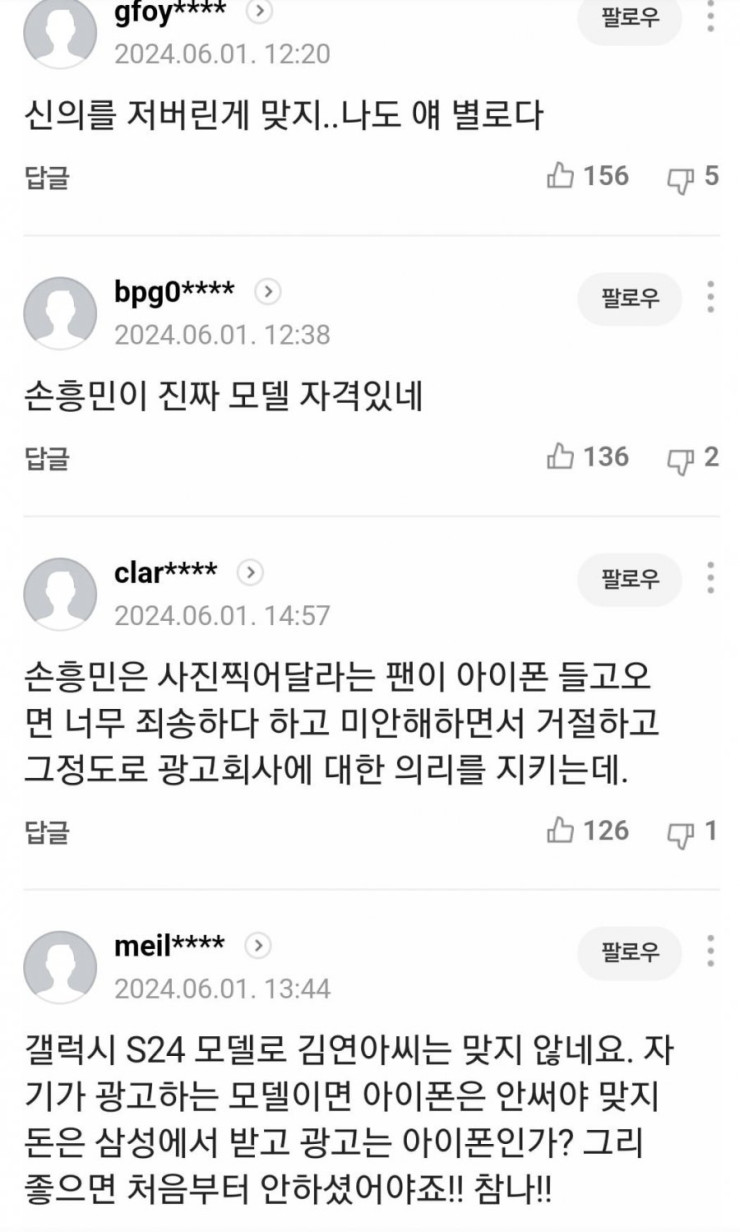 gfoy****
팔로우
2024.06.01. 12:20
신의를 저버린게 맞지..나도 얘 별로다
답글
156
5
bpg0****
팔로우
2024.06.01. 12:38
손흥민이 진짜 모델 자격있네
답글
136
2
clar****
팔로우
2024.06.01. 14:57
손흥민은 사진찍어달라는 팬이 아이폰 들고오
면 너무 죄송하다 하고 미안해하면서 거절하고
그정도로 광고회사에 대한 의리를 지키는데.
답글
126
1
meil****
팔로우
2024.06.01. 13:44
갤럭시 S24 모델로 김연아씨는 맞지 않네요. 자
기가 광고하는 모델이면 아이폰은 안써야 맞지
돈은 삼성에서 받고 광고는 아이폰인가? 그리
좋으면 처음부터 안하셨어야죠!! 참나!!